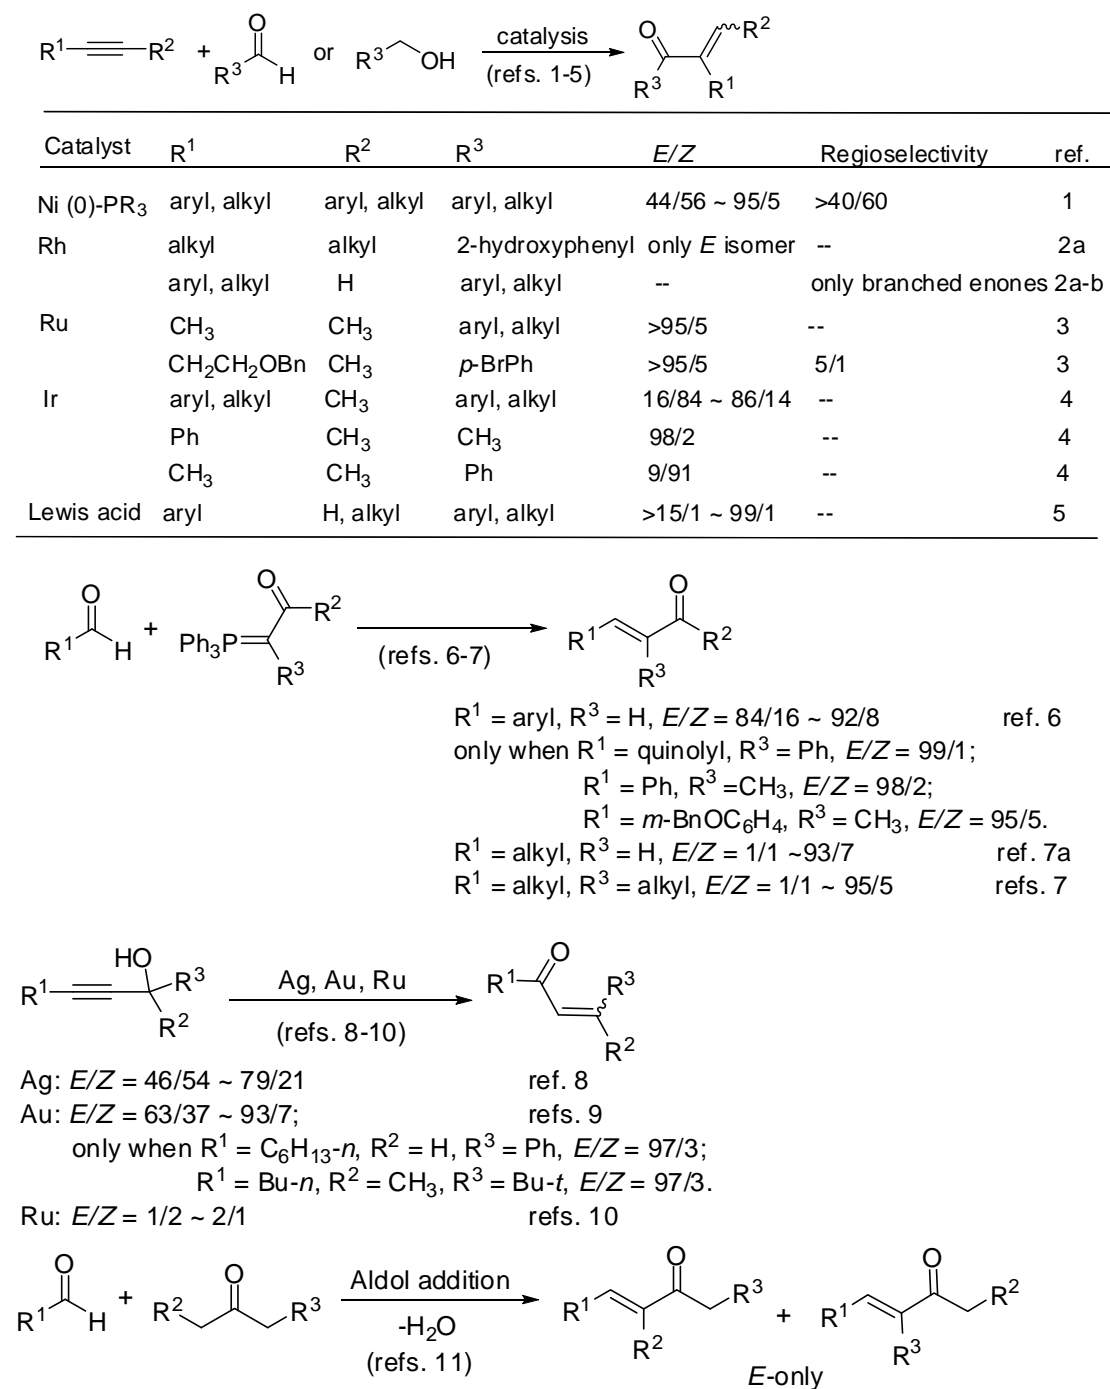 O
R¹ R² + R³ H or R³ OH catalysis (refs. 1-5) O R² R³ R¹
Catalyst R¹ R² R³ E/Z Regioselectivity ref.
Ni (0)-PR₃ aryl, alkyl aryl, alkyl aryl, alkyl 44/56 ~ 95/5 >40/60 1
Rh alkyl alkyl 2-hydroxyphenyl only E isomer -- 2a
aryl, alkyl H aryl, alkyl -- only branched enones 2a-b
Ru CH₃ CH₃ aryl, alkyl >95/5 -- 3
CH₂CH₂OBn CH₃ p-BrPh >95/5 5/1 3
Ir aryl, alkyl CH₃ aryl, alkyl 16/84 ~ 86/14 -- 4
Ph CH₃ CH₃ 98/2 -- 4
CH₃ CH₃ Ph 9/91 -- 4
Lewis acid aryl H, alkyl aryl, alkyl >15/1 ~ 99/1 -- 5
O R¹ H + O R² Ph₃P R³ (refs. 6-7) O R¹ R² R³
R¹ = aryl, R³ = H, E/Z = 84/16 ~ 92/8 ref. 6
only when R¹ = quinolyl, R³ = Ph, E/Z = 99/1;
R¹ = Ph, R³ =CH₃, E/Z = 98/2;
R¹ = m-BnOC₆H₄, R³ = CH₃, E/Z = 95/5.
R¹ = alkyl, R³ = H, E/Z = 1/1 ~93/7 ref. 7a
R¹ = alkyl, R³ = alkyl, E/Z = 1/1 ~ 95/5 refs. 7
HO R¹ R³ R² Ag, Au, Ru (refs. 8-10) O R¹ R³ R²
Ag: E/Z = 46/54 ~ 79/21 ref. 8
Au: E/Z = 63/37 ~ 93/7; refs. 9
only when R¹ = C₆H₁₃-n, R² = H, R³ = Ph, E/Z = 97/3;
R¹ = Bu-n, R² = CH₃, R³ = Bu-t, E/Z = 97/3.
Ru: E/Z = 1/2 ~ 2/1 refs. 10
O R¹ H + O R² R³ Aldol addition -H₂O (refs. 11) O R¹ R³ R² + O R¹ R² R³
E-only